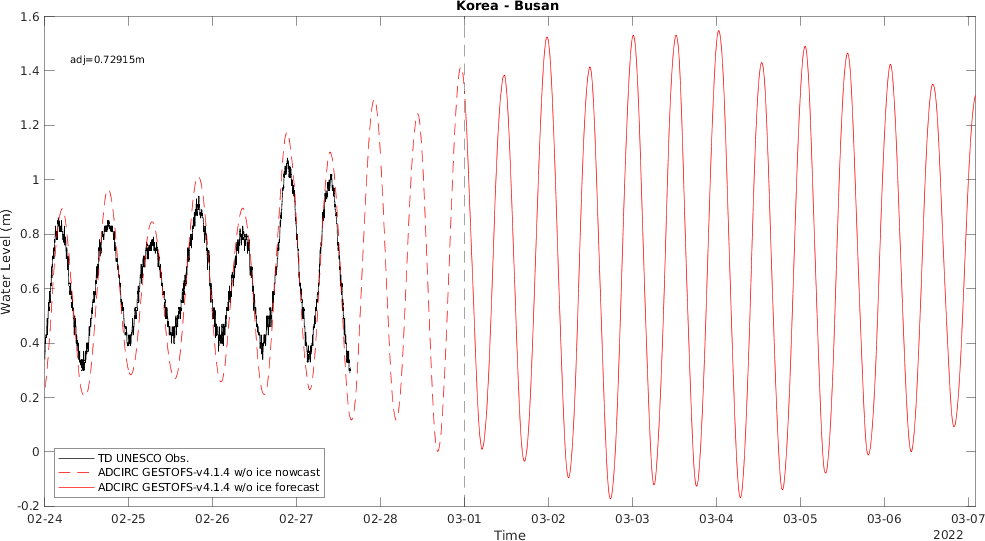 Korea - Busan
adj=0.72915m
Water Level (m)
1.6
1.4
1.2
1
0.8
0.6
0.4
0.2
0
-0.2
TD UNESCO Obs.
ADCIRC GESTOFS-v4.1.4 w/o ice nowcast
ADCIRC GESTOFS-v4.1.4 w/o ice forecast
02-24 02-25 02-26 02-27 02-28 03-01 03-02 03-03 03-04 03-05 03-06 03-07
Time
2022